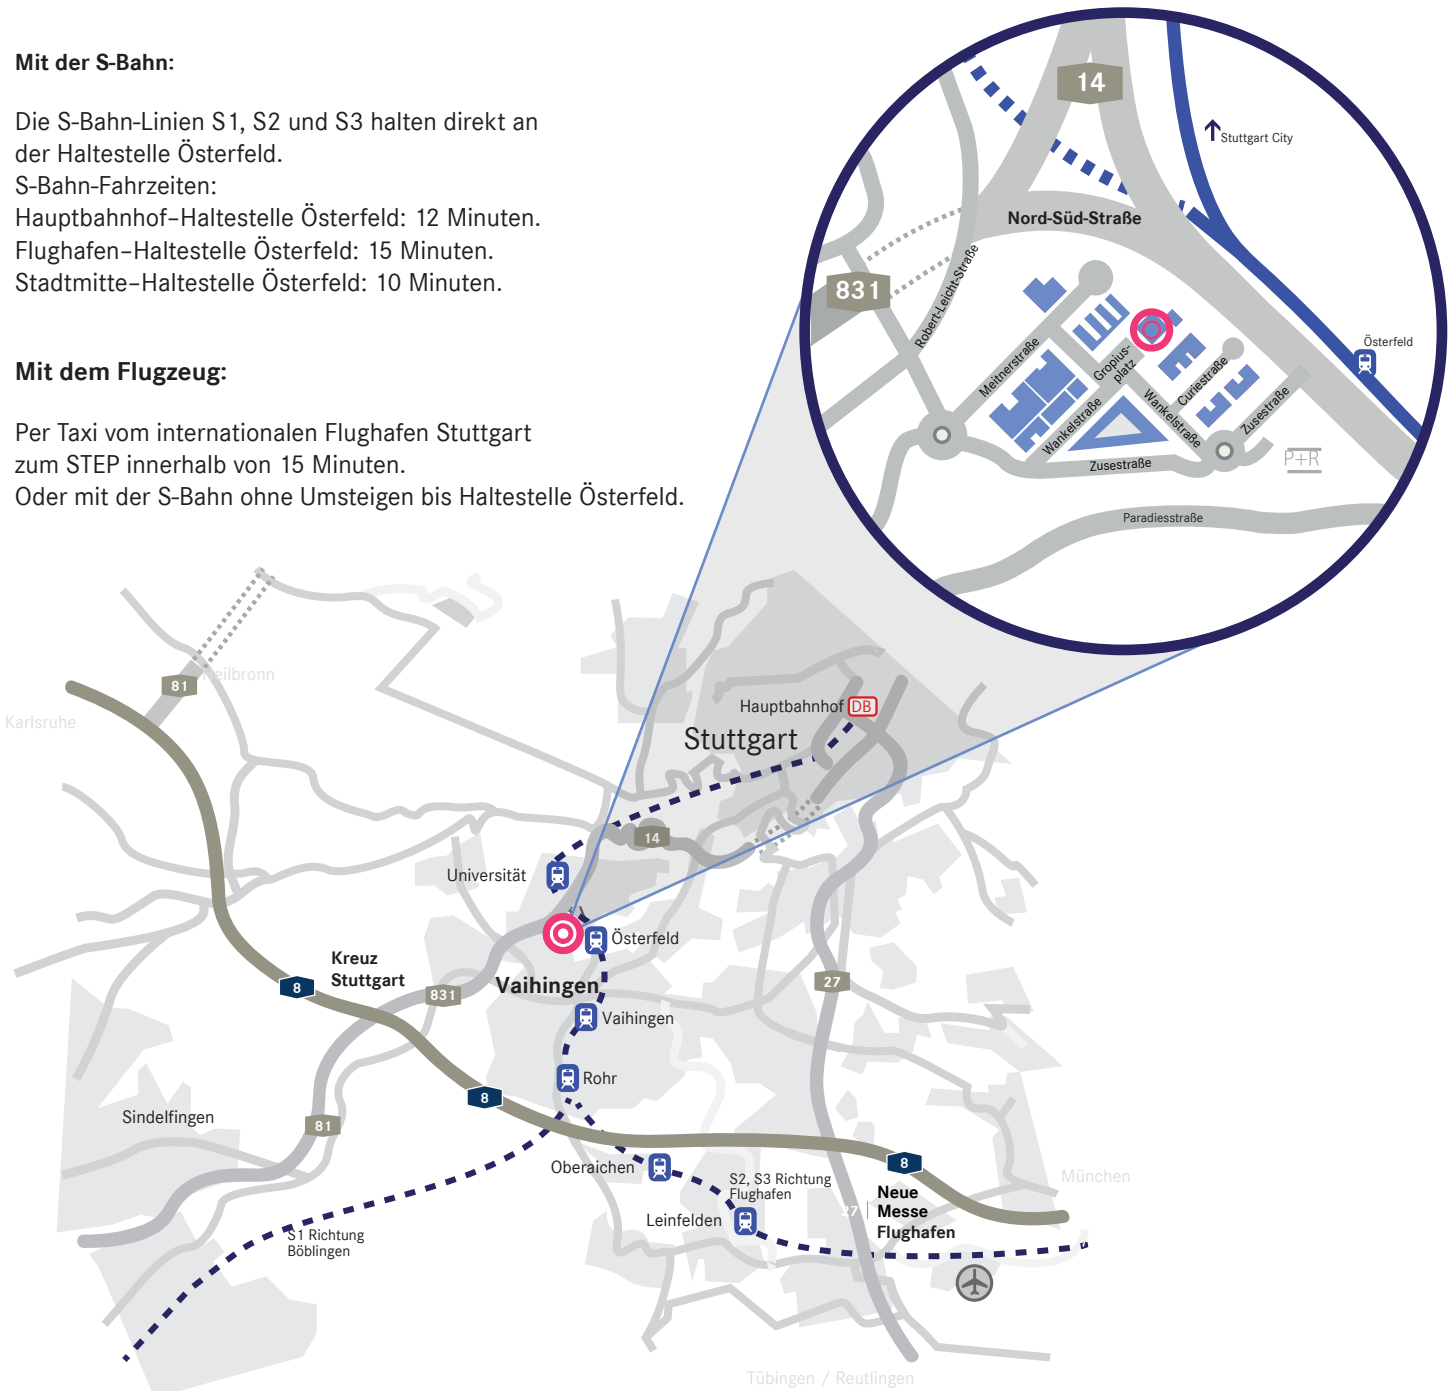 Mit der S-Bahn:
Die S-Bahn-Linien S1, S2 und S3 halten direkt an
der Haltestelle Österfeld.
S-Bahn-Fahrzeiten:
Hauptbahnhof–Haltestelle Österfeld: 12 Minuten.
Flughafen–Haltestelle Österfeld: 15 Minuten.
Stadtmitte–Haltestelle Österfeld: 10 Minuten.
Mit dem Flugzeug:
Per Taxi vom internationalen Flughafen Stuttgart
zum STEP innerhalb von 15 Minuten.
Oder mit der S-Bahn ohne Umsteigen bis Haltestelle Österfeld.
14
Stuttgart City
Nord-Süd-Straße
831
Robert-Leicht-Straße
Österfeld
Meitnerstraße
Gropius-
platz
Curiestraße
Wankelstraße
Wankelstraße
Zusestraße
Zusestraße
P+R
Paradiesstraße
Heilbronn
81
Karlsruhe
Hauptbahnhof DB
Stuttgart
14
Universität
Österfeld
Kreuz
Stuttgart
8
831
Vaihingen
27
Vaihingen
Rohr
8
Sindelfingen
81
Oberaichen
8
München
S2, S3 Richtung
Flughafen
Leinfelden
27
Neue
Messe
Flughafen
S1 Richtung
Böblingen
Tübingen / Reutlingen